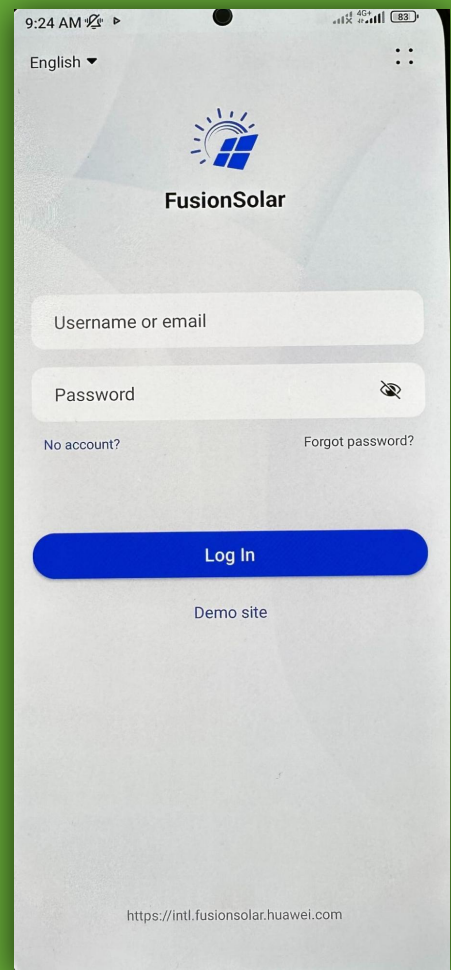 9:24 AM
4G+
83
English
FusionSolar
Username or email
Password
No account?
Forgot password?
Log In
Demo site
https://intl.fusionsolar.huawei.com